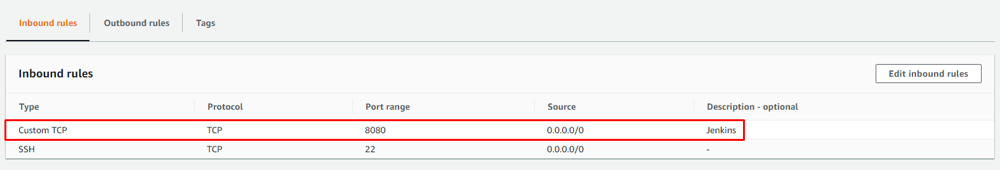 Inbound rules Outbound rules Tags
Inbound rules Edit inbound rules
Type Protocol Port range Source Description - optional
Custom TCP TCP 8080 0.0.0.0/0 Jenkins
SSH TCP 22 0.0.0.0/0 -